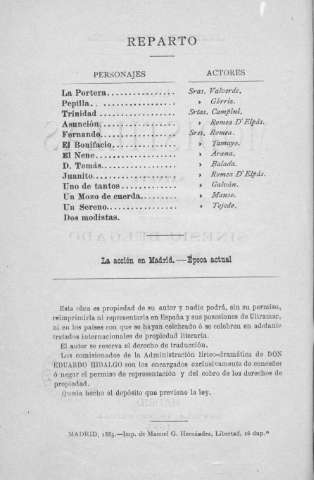 REPARTO
PERSONAJES ACTORES
La Portera................ Sras. Valverde.
Pepilla................... » Górriz.
Trinidad................. Srtas. Campini.
Asunción............... » Romea D'Elpás.
Fernando............... Sres. Romea.
El Bonifacio............ » Tamayo.
El Nene.................. » Arana.
D. Tomás................ » Balada.
Juanito................... » Romea D'Elpás.
Uno de tantos.......... » Galván.
Un Mozo de cuerda... » Manso.
Un Sereno............... » Tejedo.
Dos modistas.
La acción en Madrid.—Época actual
Esta obra es propiedad de su autor y nadie podrá, sin su permiso,
reimprimirla ni representarla en España y sus posesiones de Ultramar,
ni en los países con que se hayan celebrado ó se celebren en adelante
tratados internacionales de propiedad literaria.
El autor se reserva el derecho de traducción.
Los comisionados de la Administración lírico-dramática de DON
EDUARDO HIDALGO son los encargados exclusivamente de conceder
ó negar el permiso de representación y del cobro de los derechos de
propiedad.
Queda hecho el depósito que previene la ley.
MADRID, 1885.—Imp. de Manuel G. Hernández, Libertad, 16 dup.º